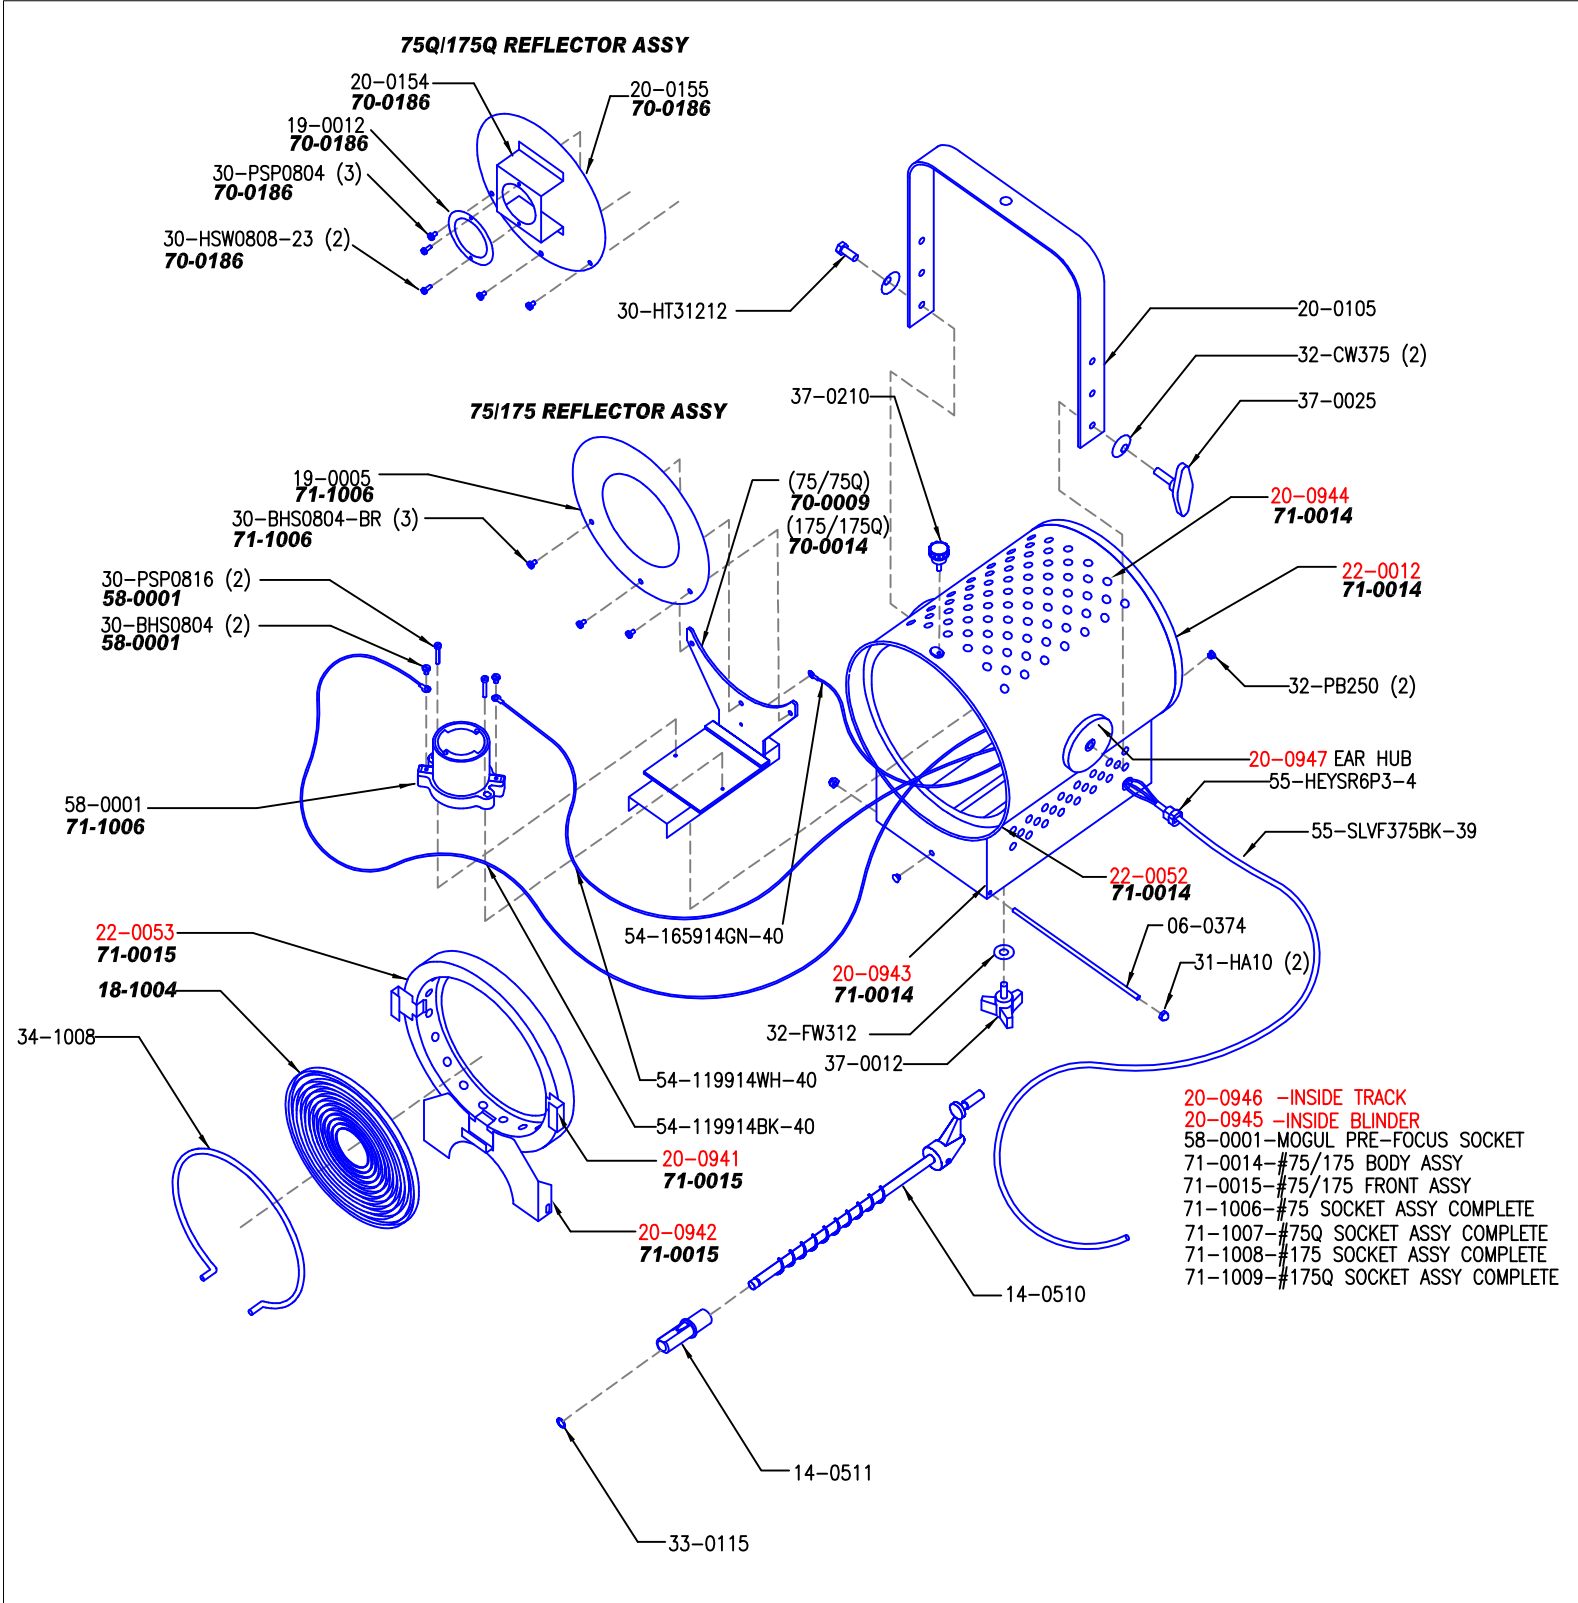 75Q/175Q REFLECTOR ASSY
20-0154
70-0186
20-0155
70-0186
19-0012
70-0186
30-PSP0804 (3)
70-0186
30-HSW0808-23 (2)
70-0186
30-HT31212
20-0105
32-CW375 (2)
37-0025
37-0210
75/175 REFLECTOR ASSY
19-0005
71-1006
30-BHS0804-BR (3)
71-1006
(75/75Q)
70-0009
(175/175Q)
70-0014
20-0944
71-0014
22-0012
71-0014
30-PSP0816 (2)
58-0001
30-BHS0804 (2)
58-0001
32-PB250 (2)
20-0947 EAR HUB
55-HEYSR6P3-4
58-0001
71-1006
55-SLVF375BK-39
22-0052
71-0014
54-165914GN-40
06-0374
22-0053
71-0015
20-0943
71-0014
31-HA10 (2)
18-1004
32-FW312
34-1008
37-0012
54-119914WH-40
54-119914BK-40
20-0941
71-0015
20-0942
71-0015
20-0946 -INSIDE TRACK
20-0945 -INSIDE BLINDER
58-0001-MOGUL PRE-FOCUS SOCKET
71-0014-#75/175 BODY ASSY
71-0015-#75/175 FRONT ASSY
71-1006-#75 SOCKET ASSY COMPLETE
71-1007-#75Q SOCKET ASSY COMPLETE
71-1008-#175 SOCKET ASSY COMPLETE
71-1009-#175Q SOCKET ASSY COMPLETE
14-0510
14-0511
33-0115